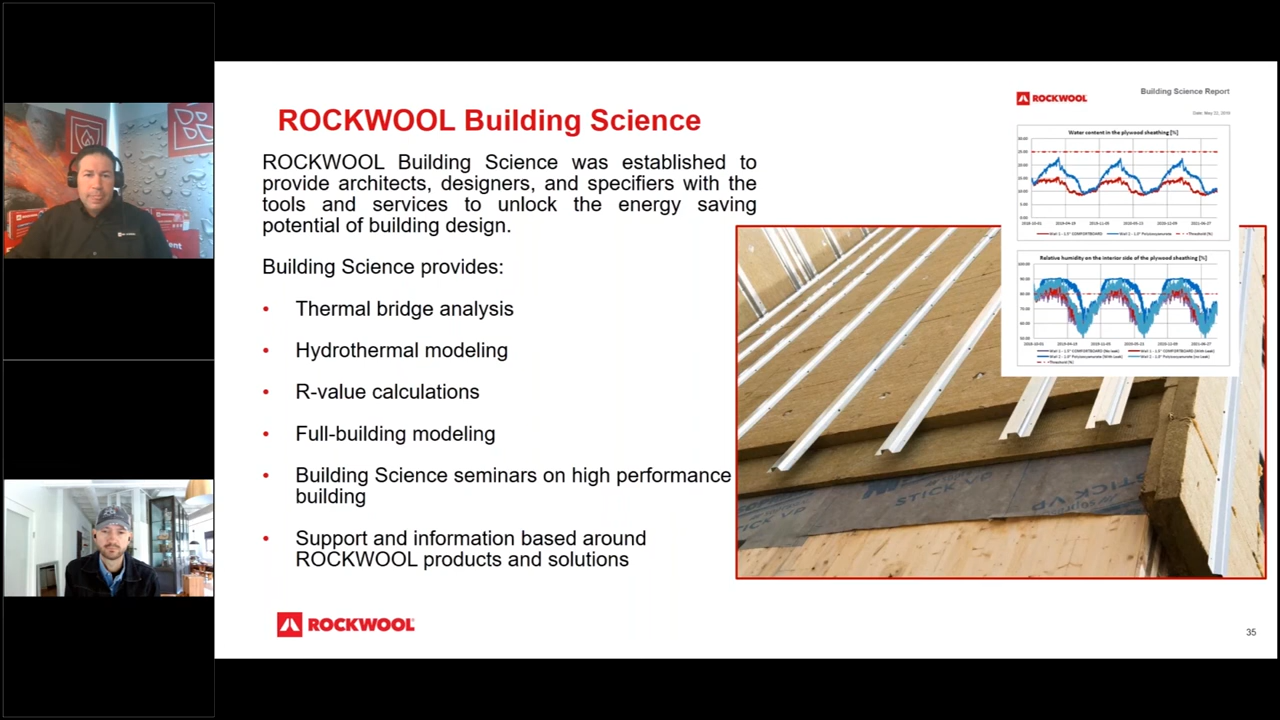 ROCKWOOL Building Science
ROCKWOOL Building Science was established to
provide architects, designers, and specifiers with the
tools and services to unlock the energy saving
potential of building design.
Building Science provides:
• Thermal bridge analysis
• Hydrothermal modeling
• R-value calculations
• Full-building modeling
• Building Science seminars on high performance
building
• Support and information based around
ROCKWOOL products and solutions
ROCKWOOL
35
ROCKWOOL
Building Science Report
Water content in the plywood sheathing [%]
Relative humidity on the interior side of the plywood sheathing [%]
STICK VP
STICK VP